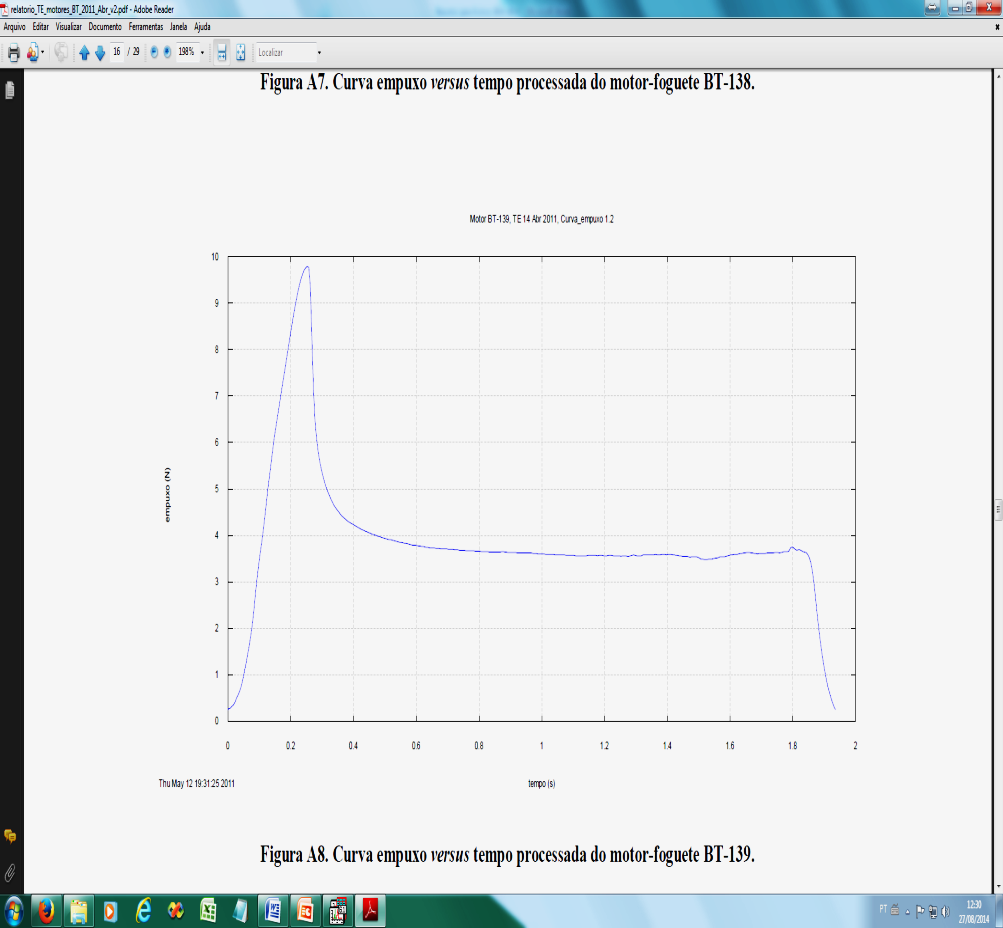 relatorio_TE_motores_BT_2011_Abr_v2.pdf - Adobe Reader
Arquivo Editar Visualizar Documento Ferramentas Janela Ajuda
16 / 29 198% Localizar
Figura A7. Curva empuxo versus tempo processada do motor-foguete BT-138.
Motor BT-139, TE 14 Abr 2011, Curva_empuxo 1.2
10
9
8
7
6
5
4
3
2
1
0
empuxo (N)
0 0.2 0.4 0.6 0.8 1 1.2 1.4 1.6 1.8 2
Thu May 12 19:31:25 2011 tempo (s)
Figura A8. Curva empuxo versus tempo processada do motor-foguete BT-139.
PT 12:30
27/08/2014